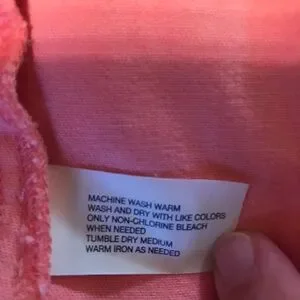 MACHINE WASH WARM
WASH AND DRY WITH LIKE COLORS
ONLY NON-CHLORINE BLEACH
WHEN NEEDED
TUMBLE DRY MEDIUM
WARM IRON AS NEEDED